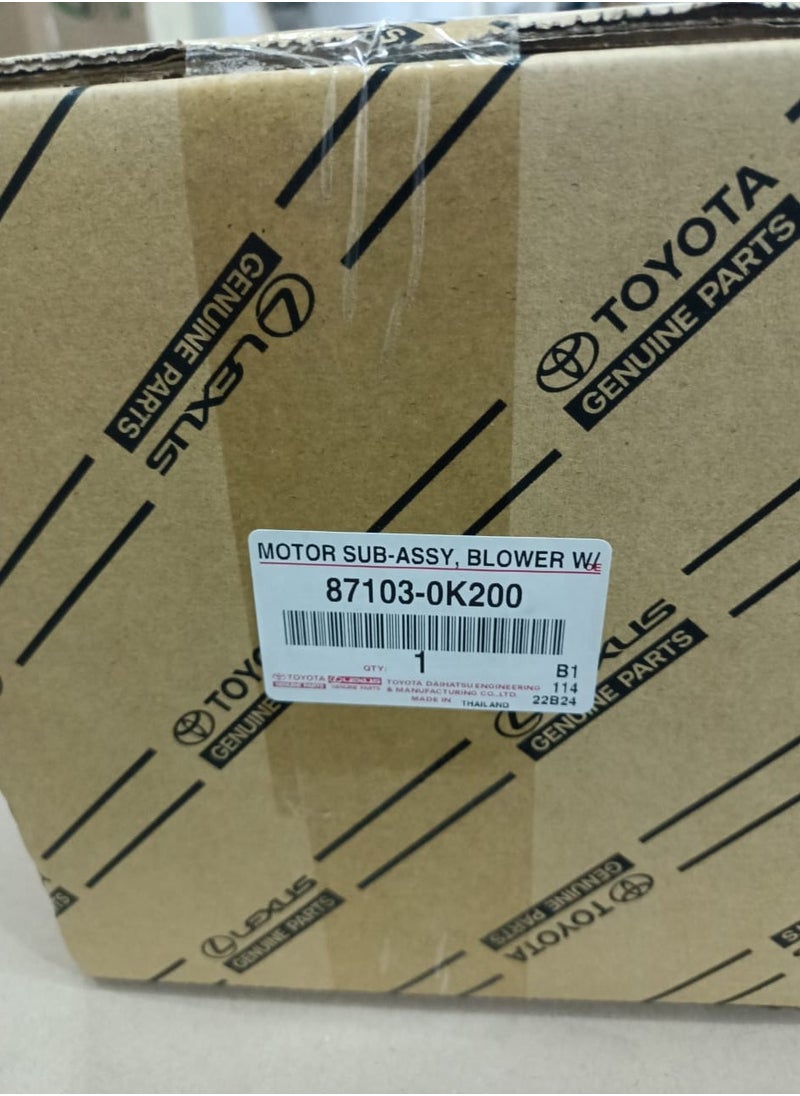 TOYOTA
GENUINE PARTS
GENUINE PARTS
LEXUS
MOTOR SUB-ASSY, BLOWER W/
87103-0K200
QTY: 1
B1
TOYOTA LEXUS TOYOTA DAIHATSU ENGINEERING 114
GENUINE PARTS GENUINE PARTS & MANUFACTURING CO.,LTD.
MADE IN THAILAND 22B24
LEXUS
GENUINE PARTS
TOYO
GENUINE
LEXUS
GENUINE PARTS
GENUINE PARTS
TOYOTA